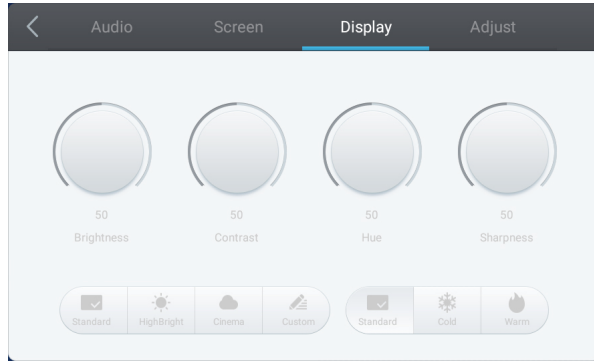 Audio Screen Display Adjust
50 50 50 50
Brightness Contrast Hue Sharpness
Standard HighBright Cinema Custom Standard Cold Warm